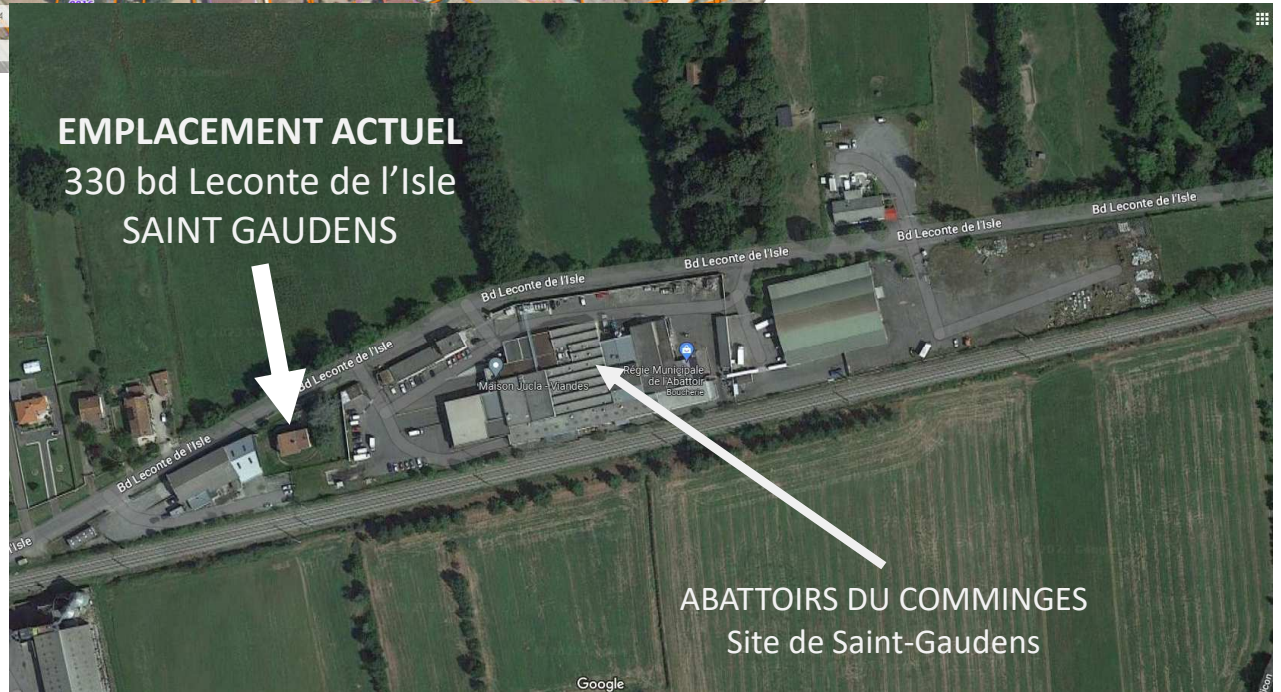 EMPLACEMENT ACTUEL
330 bd Leconte de l’Isle
SAINT GAUDENS
Bd Leconte de l'Isle
Bd Leconte de l'Isle
Bd Leconte de l'Isle
Bd Leconte de l'Isle
Bd Leconte de l'Isle
Bd Leconte de l'Isle
l'Isle
Maison Jucla - Viandes
Régie Municipale
de l'Abattoir
Boucherie
ABATTOIRS DU COMMINGES
Site de Saint-Gaudens
Google